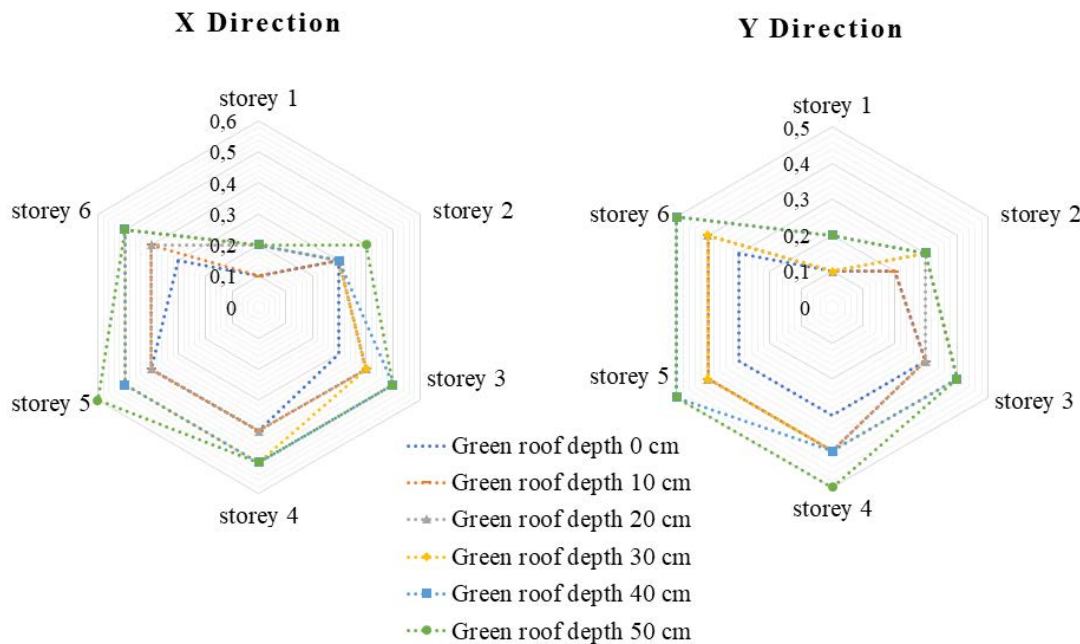 X Direction
storey 1
0,6
0,5
0,4
0,3
0,2
0,1
0
storey 2
storey 3
storey 4
storey 5
storey 6
Y Direction
storey 1
0,5
0,4
0,3
0,2
0,1
0
storey 2
storey 3
storey 4
storey 5
storey 6
Green roof depth 0 cm
Green roof depth 10 cm
Green roof depth 20 cm
Green roof depth 30 cm
Green roof depth 40 cm
Green roof depth 50 cm